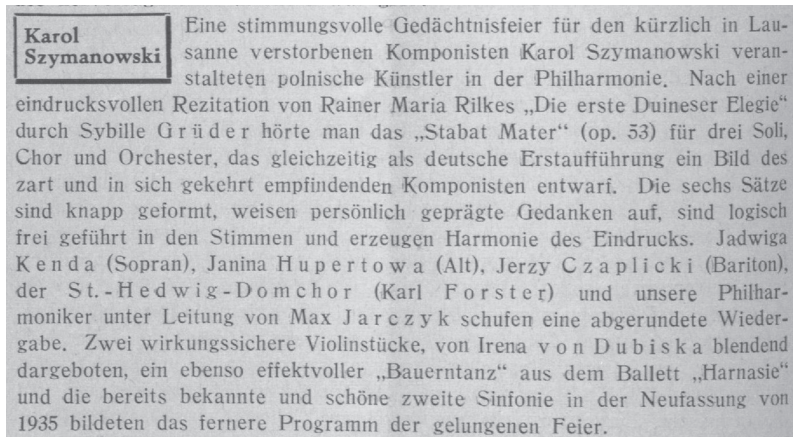 Karol
Szymanowski
Eine stimmungsvolle Gedächtnisfeier für den kürzlich in Lau-
sanne verstorbenen Komponisten Karol Szymanowski veran-
stalteten polnische Künstler in der Philharmonie. Nach einer
eindrucksvollen Rezitation von Rainer Maria Rilkes „Die erste Duineser Elegie“
durch Sybille Grüder hörte man das „Stabat Mater“ (op. 53) für drei Soli,
Chor und Orchester, das gleichzeitig als deutsche Erstaufführung ein Bild des
zart und in sich gekehrt empfindenden Komponisten entwarf. Die sechs Sätze
sind knapp geformt, weisen persönlich geprägte Gedanken auf, sind logisch
frei geführt in den Stimmen und erzeugen Harmonie des Eindrucks. Jadwiga
Kenda (Sopran), Janina Hupertowa (Alt), Jerzy Czaplicki (Bariton),
der St.-Hedwig-Domchor (Karl Forster) und unsere Philhar-
moniker unter Leitung von Max Jarczyk schufen eine abgerundete Wieder-
gabe. Zwei wirkungssichere Violinstücke, von Irena von Dubiska blendend
dargeboten, ein ebenso effektvoller „Bauerntanz“ aus dem Ballett „Harnasie“
und die bereits bekannte und schöne zweite Sinfonie in der Neufassung von
1935 bildeten das fernere Programm der gelungenen Feier.